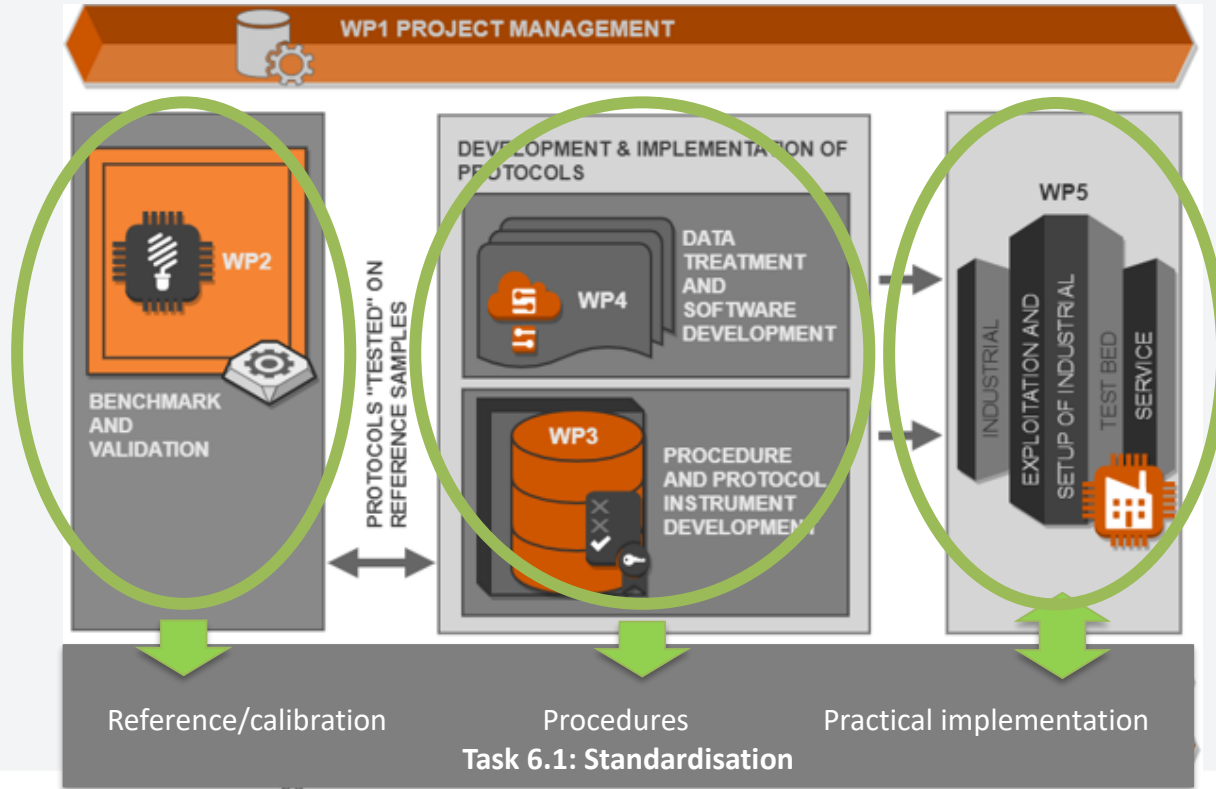 WP1 PROJECT MANAGEMENT
WP2
BENCHMARK
AND
VALIDATION
PROTOCOLS "TESTED" ON
REFERENCE SAMPLES
DEVELOPMENT & IMPLEMENTATION OF
PROTOCOLS
WP4
DATA
TREATMENT
AND
SOFTWARE
DEVELOPMENT
WP3
PROCEDURE
AND PROTOCOL
INSTRUMENT
DEVELOPMENT
WP5
INDUSTRIAL
EXPLOITATION AND
SETUP OF INDUSTRIAL
TEST BED
SERVICE
Reference/calibration
Procedures
Practical implementation
Task 6.1: Standardisation